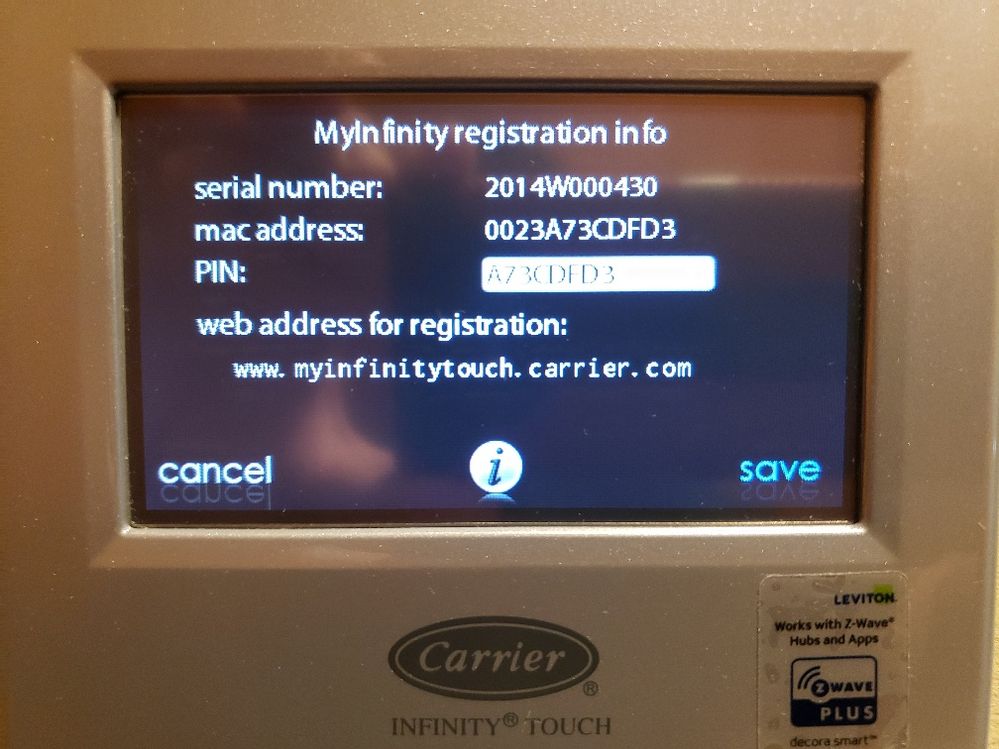 MyInfinity registration info
serial number: 2014W000430
mac address: 0023A73CDFD3
PIN: A73CDFD3
web address for registration:
www.myinfinitytouch.carrier.com
cancel
i
save
LEVITON
Works with Z-Wave®
Hubs and Apps
Z WAVE
PLUS
decora smart™
Carrier ®
INFINITY® TOUCH